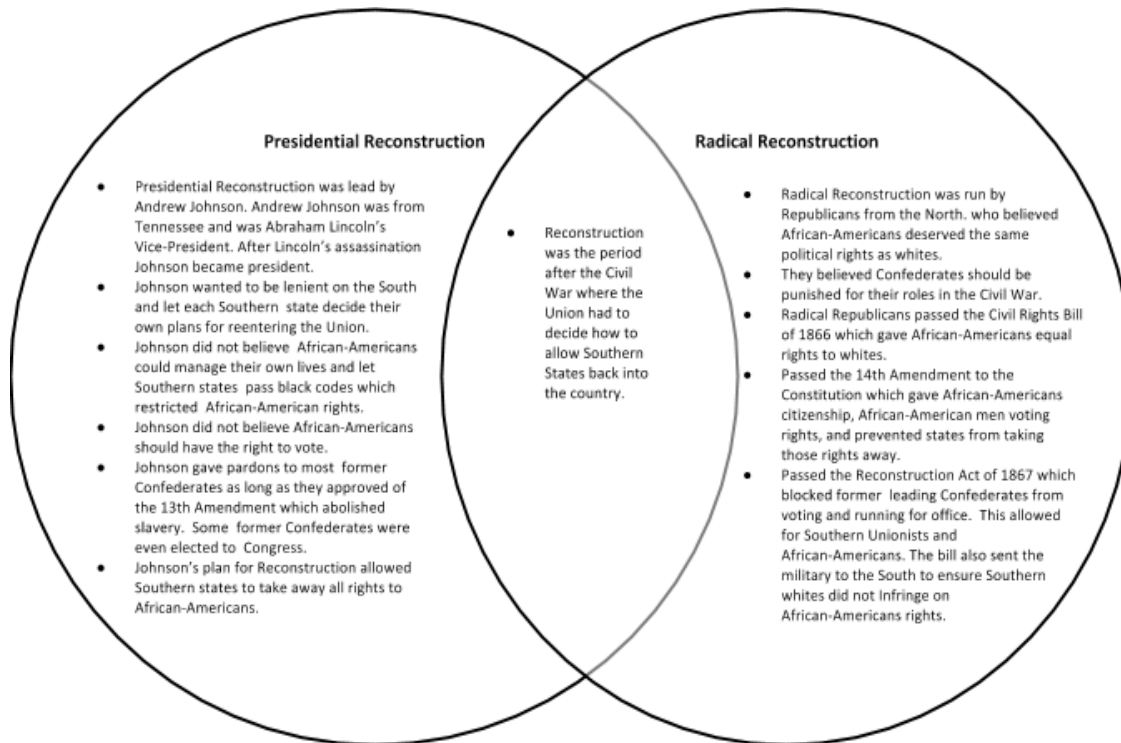 Presidential Reconstruction
• Presidential Reconstruction was lead by
Andrew Johnson. Andrew Johnson was from
Tennessee and was Abraham Lincoln's
Vice-President. After Lincoln's assassination
Johnson became president.
• Johnson wanted to be lenient on the South
and let each Southern state decide their
own plans for reentering the Union.
• Johnson did not believe African-Americans
could manage their own lives and let
Southern states pass black codes which
restricted African-American rights.
• Johnson did not believe African-Americans
should have the right to vote.
• Johnson gave pardons to most former
Confederates as long as they approved of
the 13th Amendment which abolished
slavery. Some former Confederates were
even elected to Congress.
• Johnson's plan for Reconstruction allowed
Southern states to take away all rights to
African-Americans.
• Reconstruction
was the period
after the Civil
War where the
Union had to
decide how to
allow Southern
States back into
the country.
Radical Reconstruction
• Radical Reconstruction was run by
Republicans from the North. who believed
African-Americans deserved the same
political rights as whites.
• They believed Confederates should be
punished for their roles in the Civil War.
• Radical Republicans passed the Civil Rights Bill
of 1866 which gave African-Americans equal
rights to whites.
• Passed the 14th Amendment to the
Constitution which gave African-Americans
citizenship, African-American men voting
rights, and prevented states from taking
those rights away.
• Passed the Reconstruction Act of 1867 which
blocked former leading Confederates from
voting and running for office. This allowed
for Southern Unionists and
African-Americans. The bill also sent the
military to the South to ensure Southern
whites did not Infringe on
African-Americans rights.